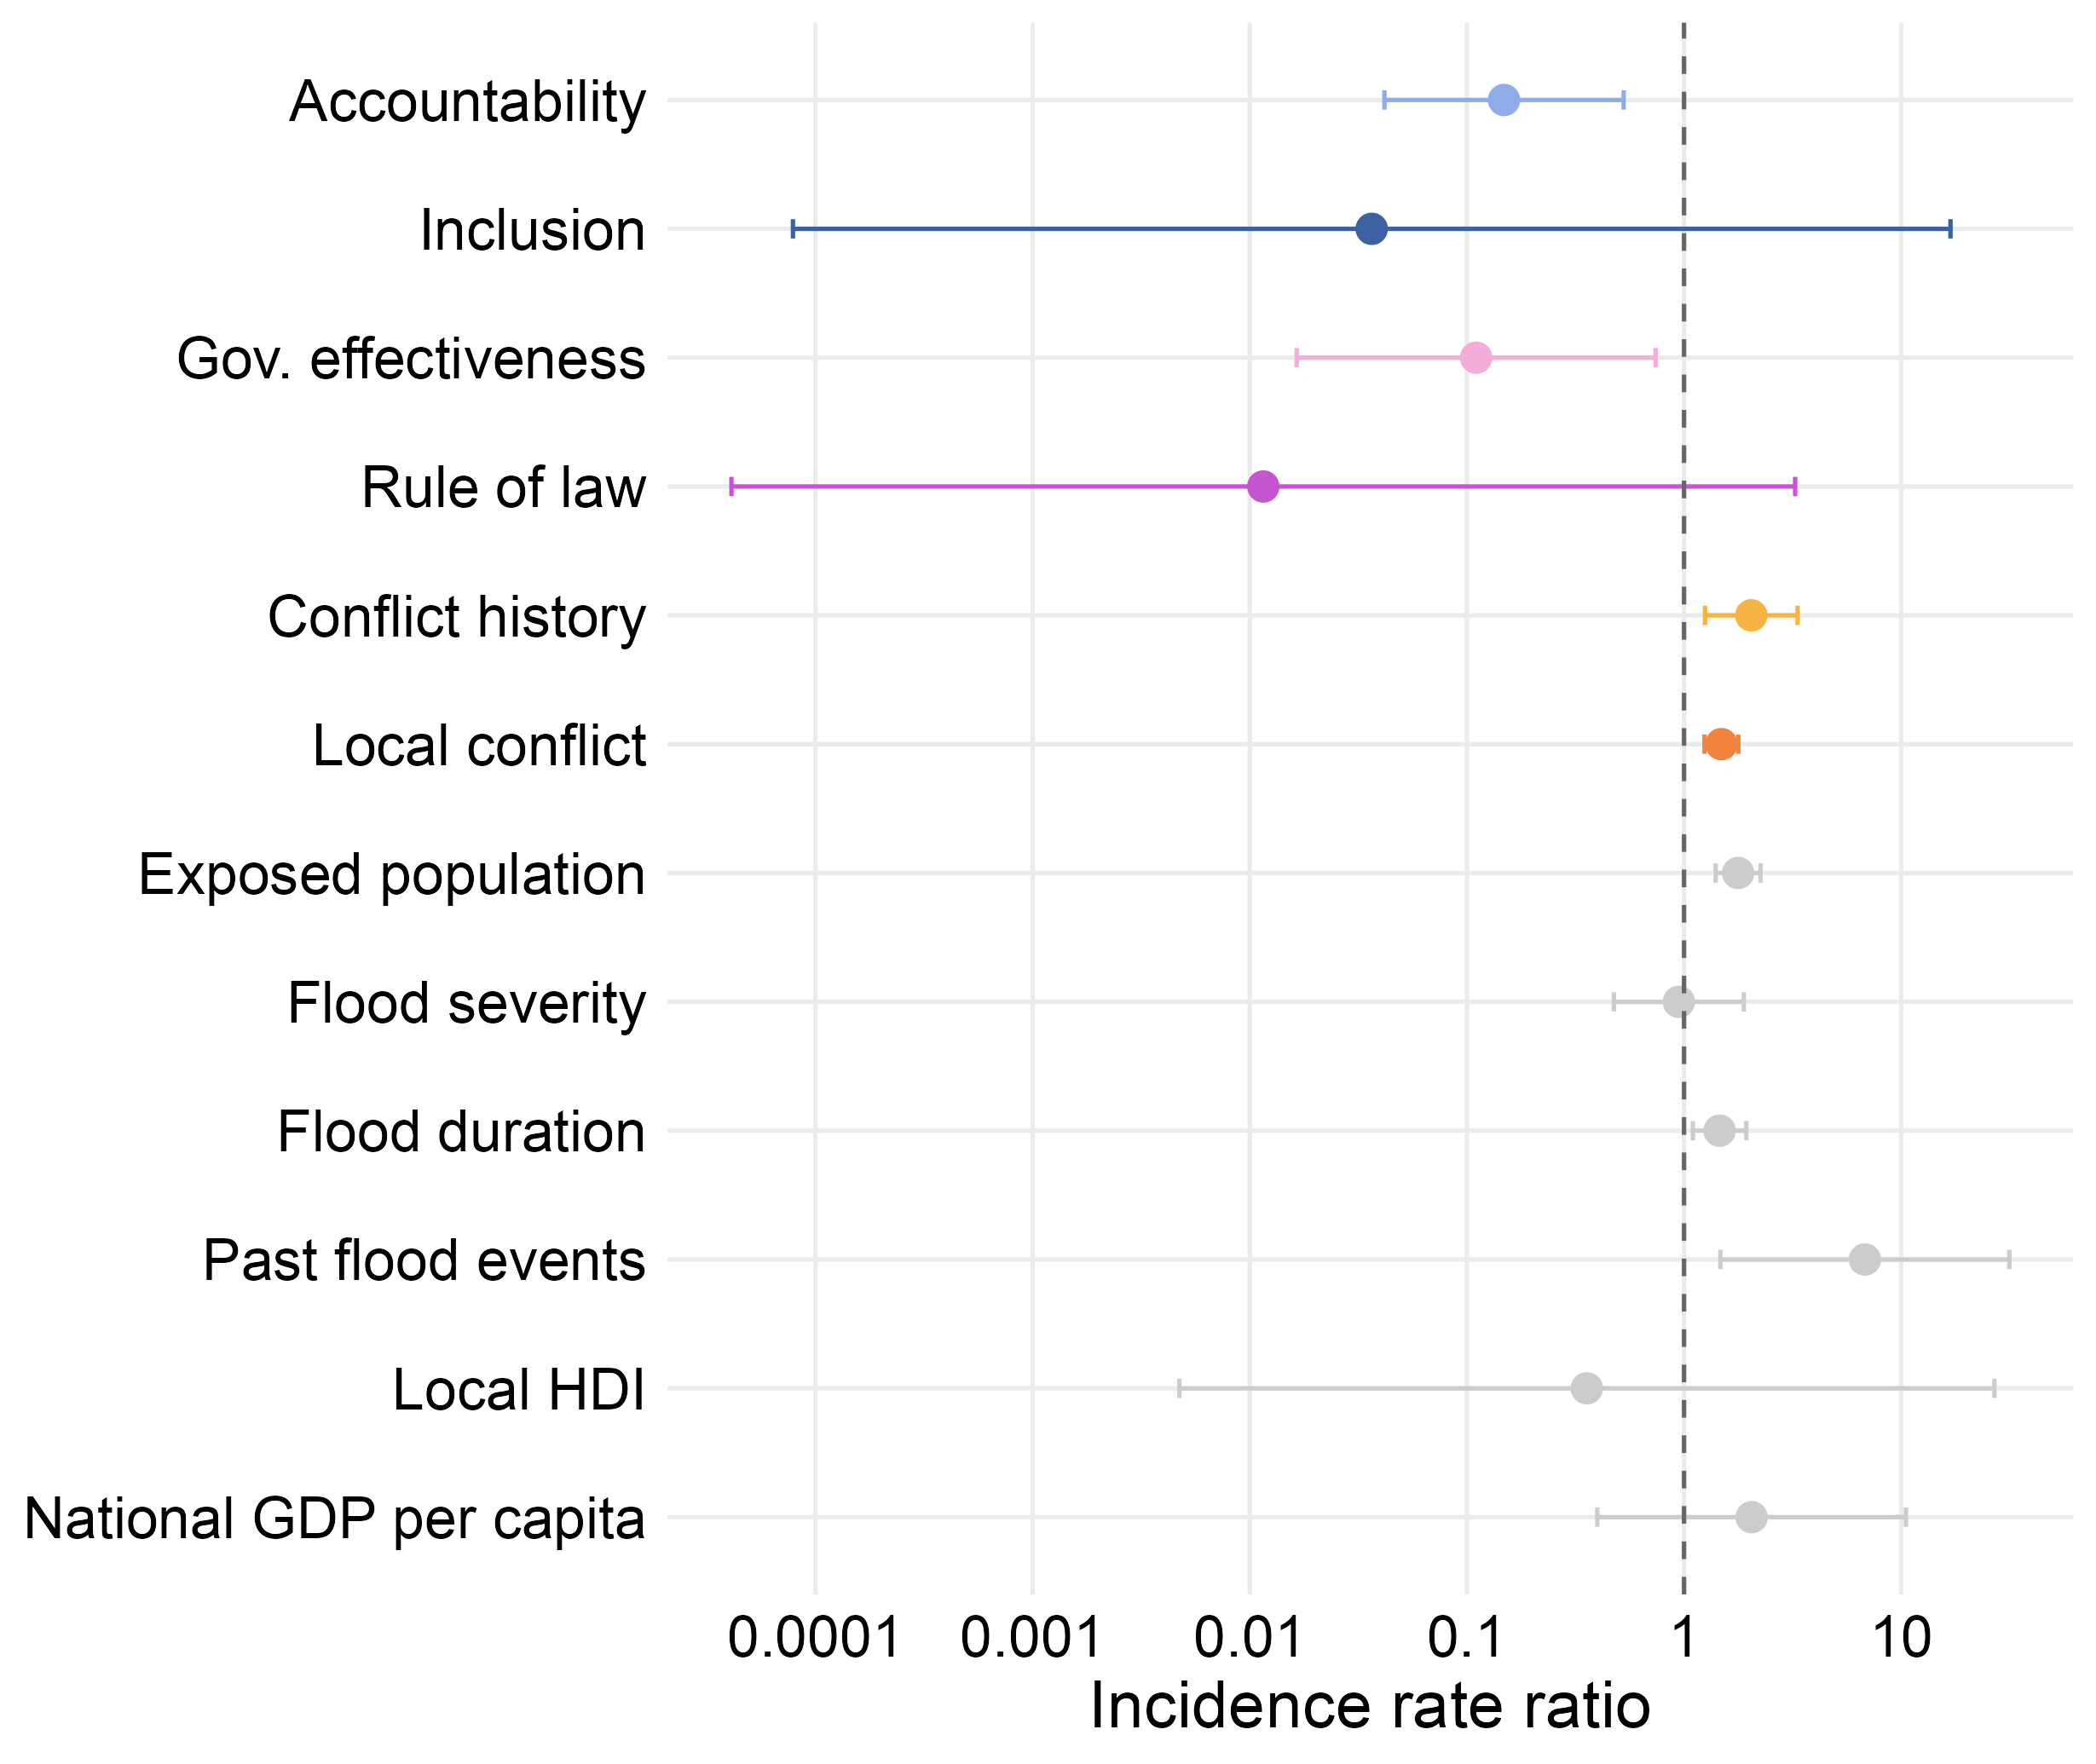 Accountability
Inclusion
Gov. effectiveness
Rule of law
Conflict history
Local conflict
Exposed population
Flood severity
Flood duration
Past flood events
Local HDI
National GDP per capita
0.0001 0.001 0.01 0.1 1 10
Incidence rate ratio